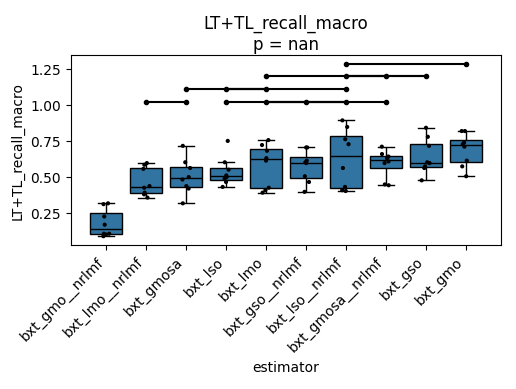 LT+TL_recall_macro
p = nan
LT+TL_recall_macro
1.25
1.00
0.75
0.50
0.25
bxt_gmo__nrlmf
bxt_lmo__nrlmf
bxt_gmosa
bxt_lso
bxt_lmo
bxt_gso__nrlmf
bxt_lso__nrlmf
bxt_gmosa__nrlmf
bxt_gso
bxt_gmo
estimator